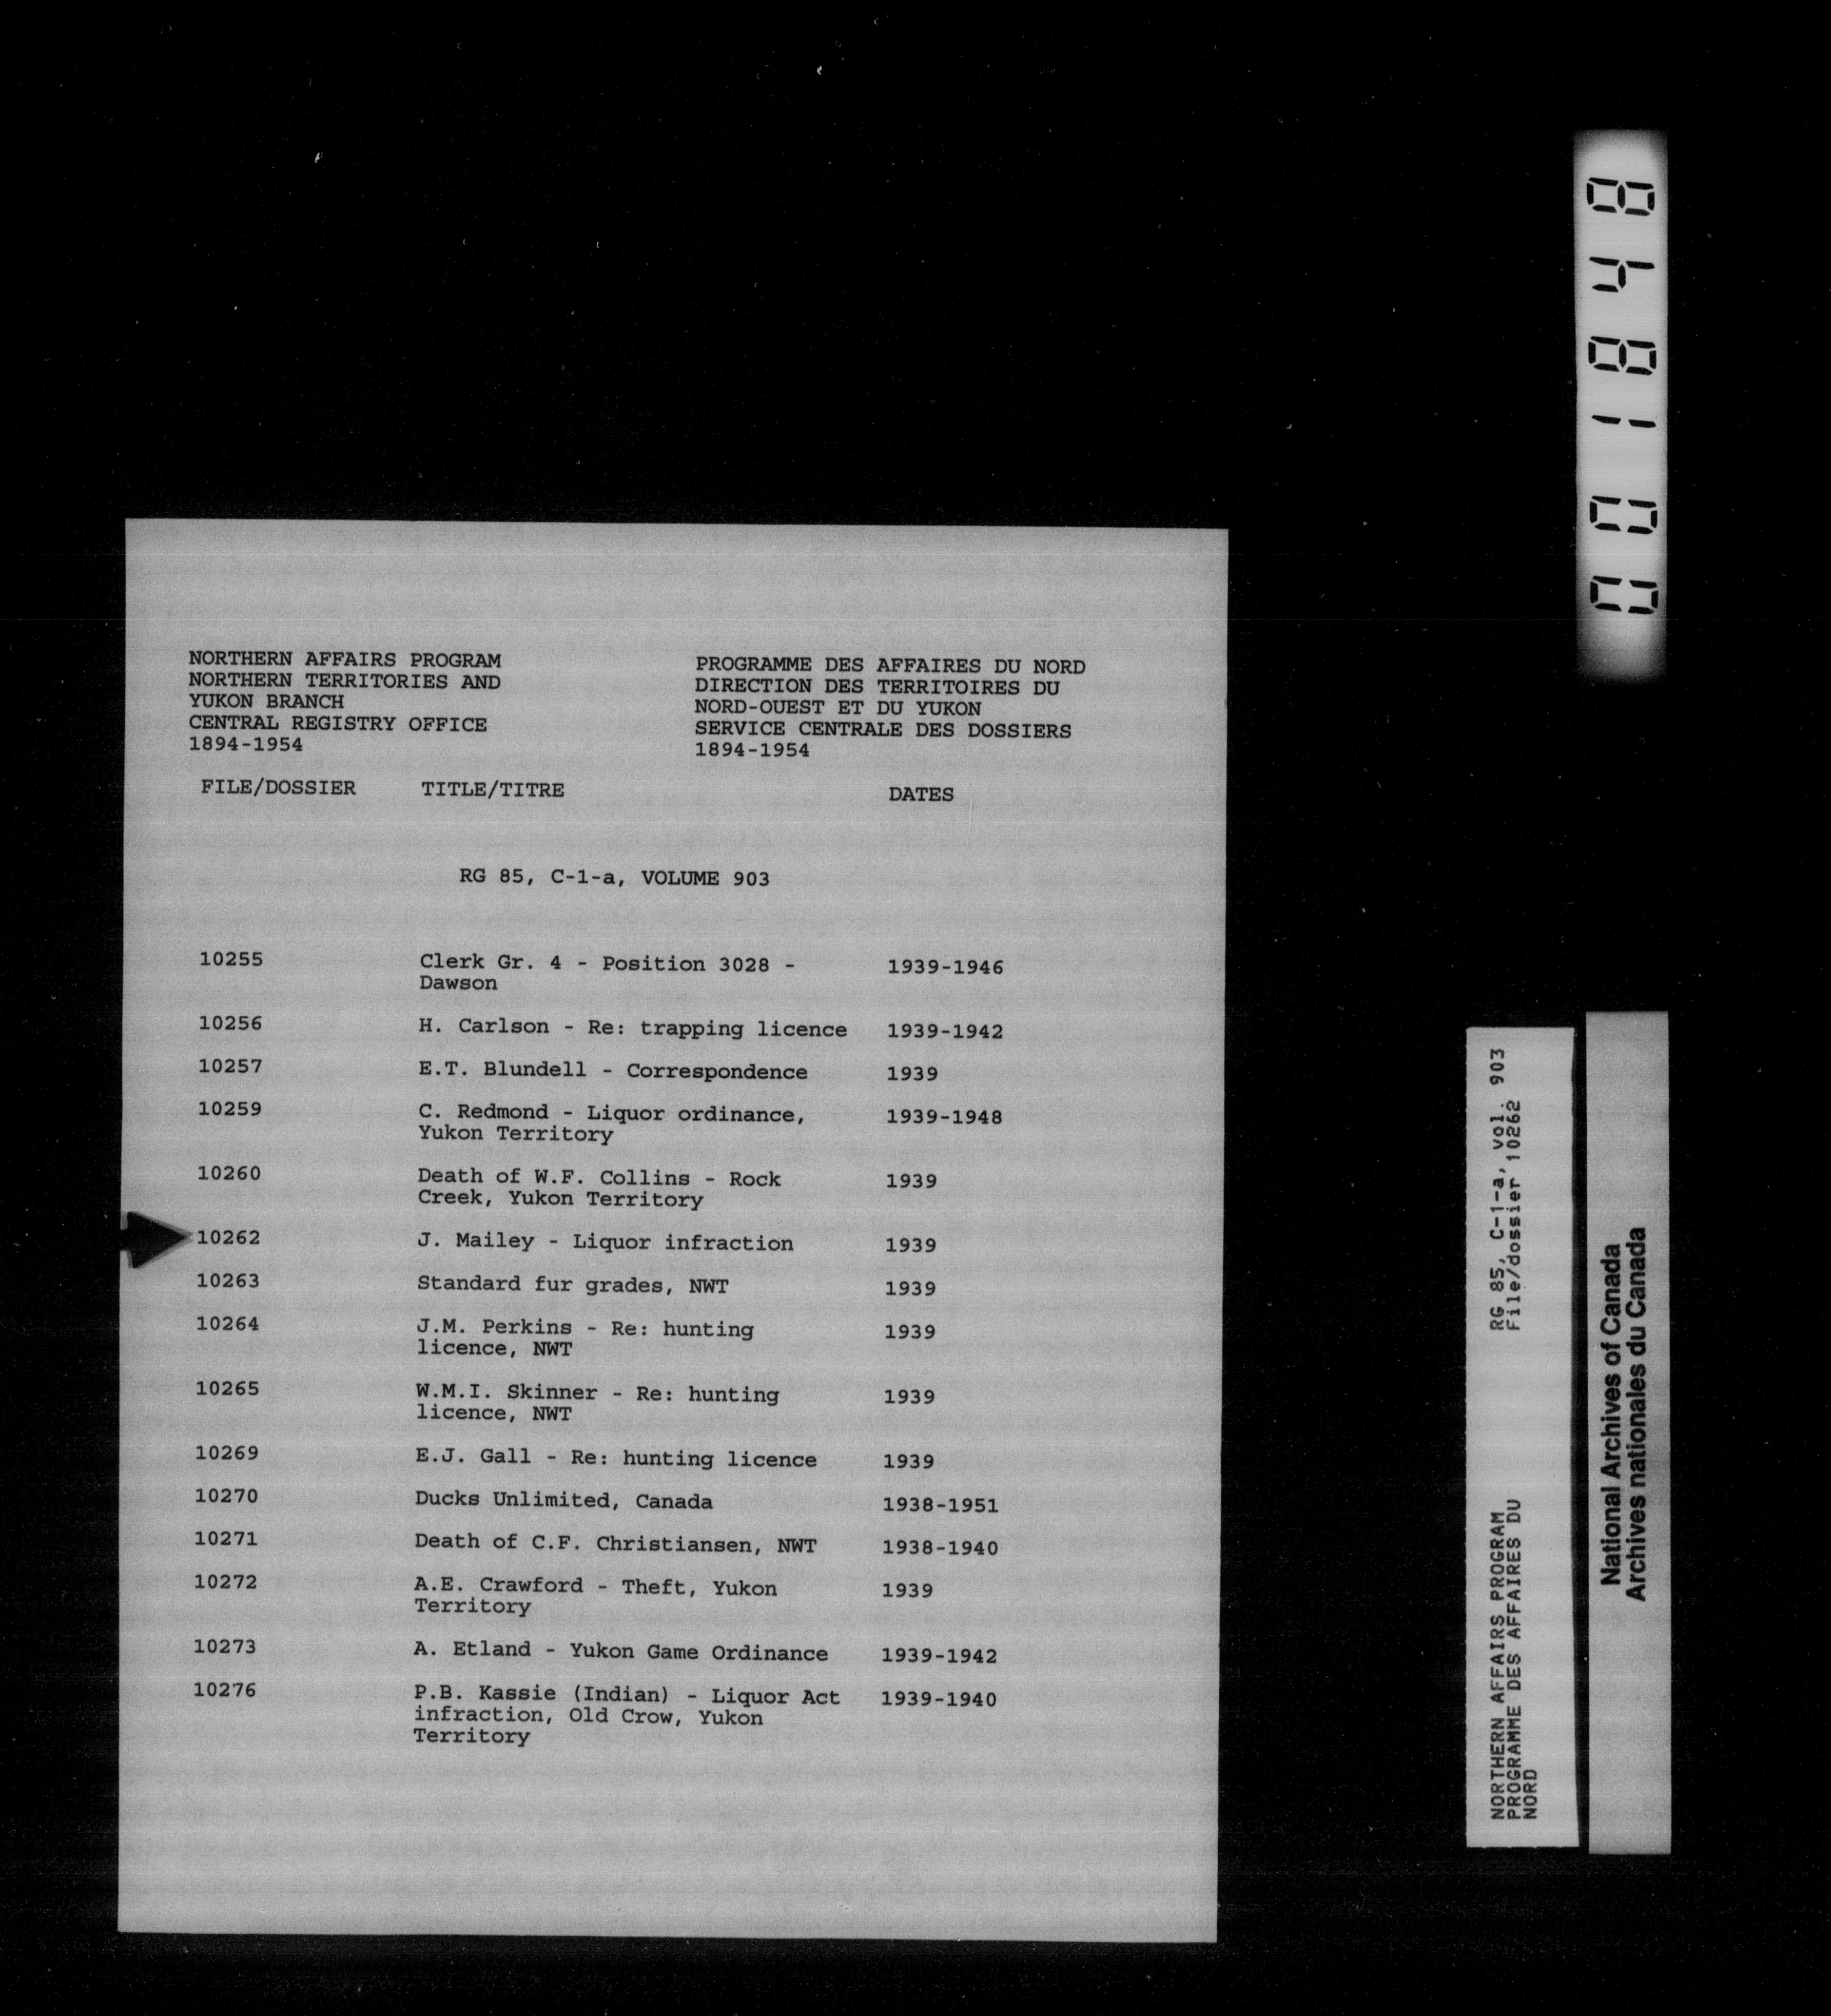 NORTHERN AFFAIRS PROGRAM
NORTHERN TERRITORIES AND
YUKON BRANCH
CENTRAL REGISTRY OFFICE
1894-1954
PROGRAMME DES AFFAIRES DU NORD
DIRECTION DES TERRITOIRES DU
NORD-OUEST ET DU YUKON
SERVICE CENTRALE DES DOSSIERS
1894-1954
FILE/DOSSIER TITLE/TITRE DATES
RG 85, C-1-a, VOLUME 903
10255 Clerk Gr. 4 - Position 3028 - 1939-1946
Dawson
10256 H. Carlson - Re: trapping licence 1939-1942
10257 E.T. Blundell - Correspondence 1939
10259 C. Redmond - Liquor ordinance, 1939-1948
Yukon Territory
10260 Death of W.F. Collins - Rock 1939
Creek, Yukon Territory
10262 J. Mailey - Liquor infraction 1939
10263 Standard fur grades, NWT 1939
10264 J.M. Perkins - Re: hunting 1939
licence, NWT
10265 W.M.I. Skinner - Re: hunting 1939
licence, NWT
10269 E.J. Gall - Re: hunting licence 1939
10270 Ducks Unlimited, Canada 1938-1951
10271 Death of C.F. Christiansen, NWT 1938-1940
10272 A.E. Crawford - Theft, Yukon 1939
Territory
10273 A. Etland - Yukon Game Ordinance 1939-1942
10276 P.B. Kassie (Indian) - Liquor Act 1939-1940
infraction, Old Crow, Yukon
Territory
001848
NORTHERN AFFAIRS PROGRAM RG 85, C-1-a, vol. 903
PROGRAMME DES AFFAIRES DU File/dossier 10262
NORD
National Archives of Canada
Archives nationales du Canada